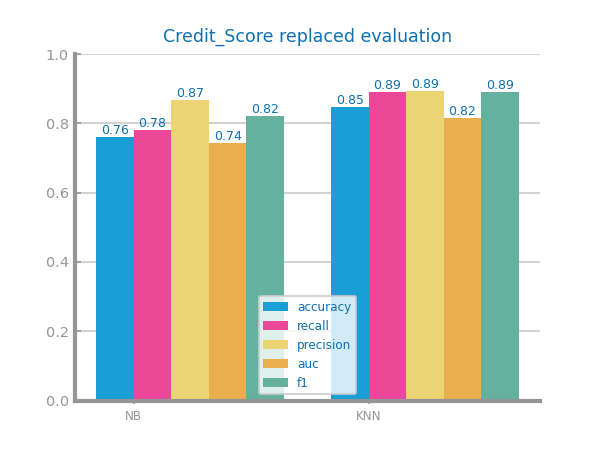 Credit_Score replaced evaluation
1.0
0.8
0.6
0.4
0.2
0.0
0.76
0.78
0.87
0.74
0.82
0.85
0.89
0.89
0.82
0.89
accuracy
recall
precision
auc
f1
NB
KNN